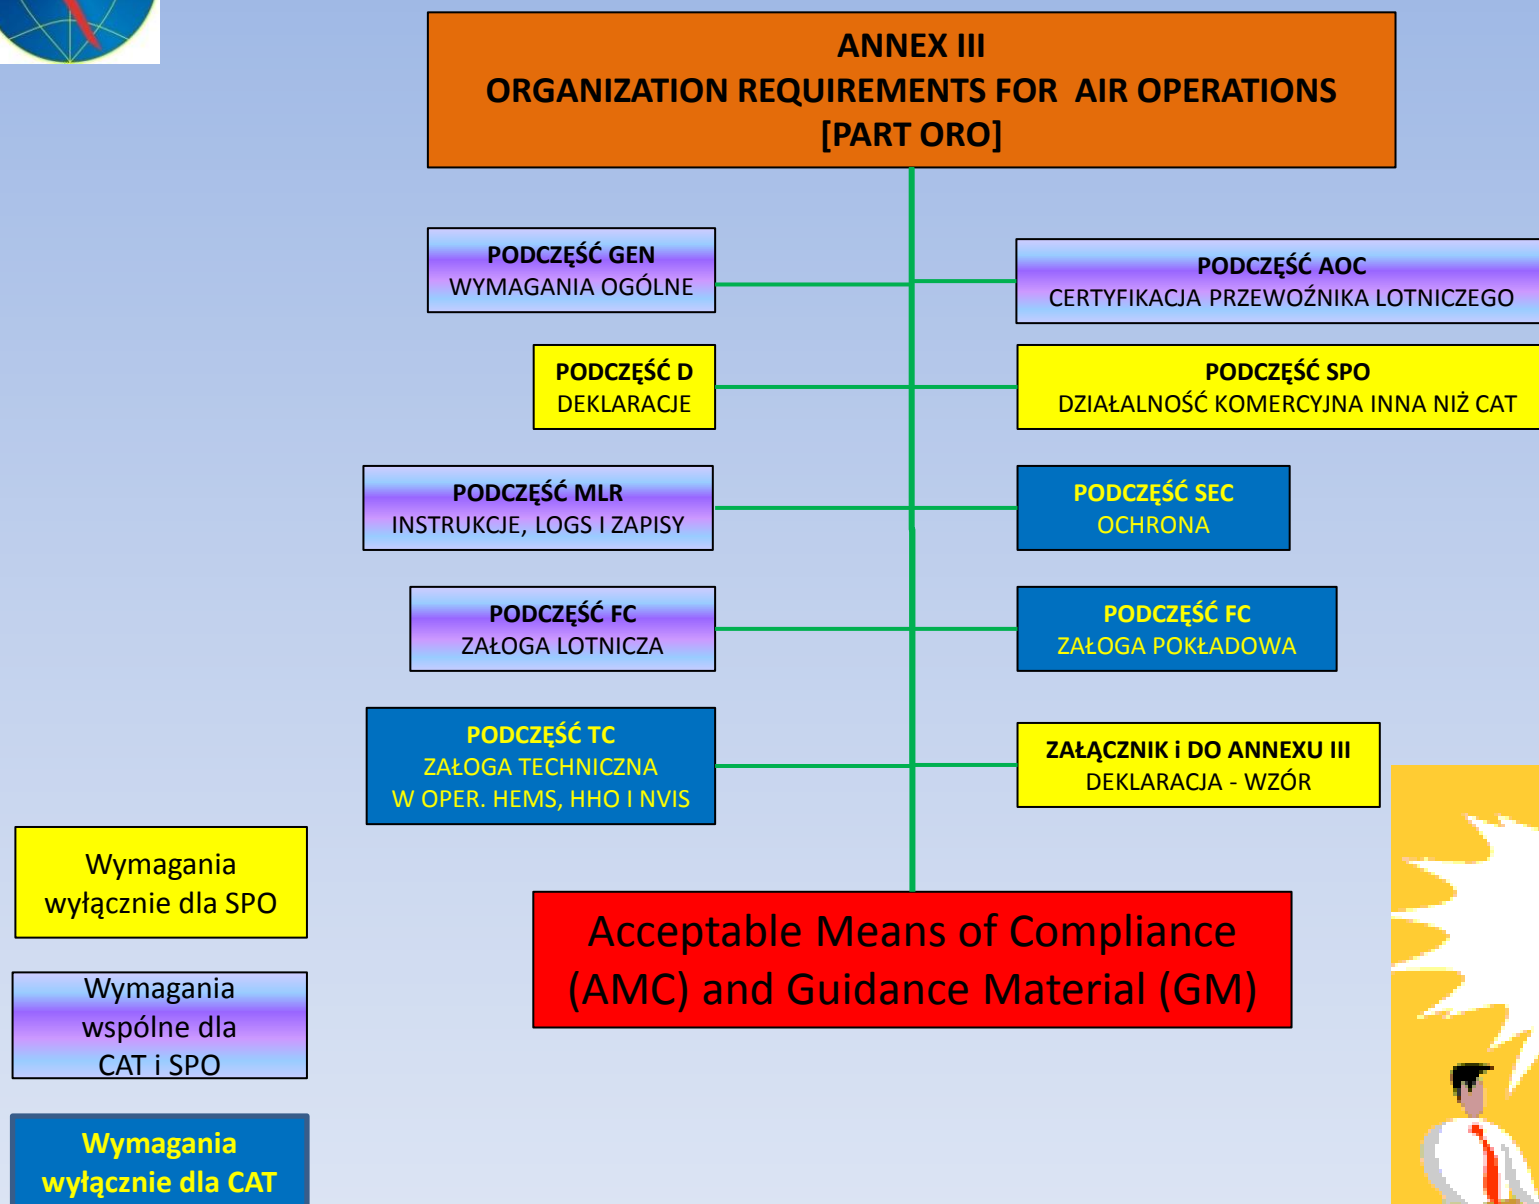 ANNEX III
ORGANIZATION REQUIREMENTS FOR AIR OPERATIONS
[PART ORO]
PODCZĘŚĆ GEN
WYMAGANIA OGÓLNE
PODCZĘŚĆ AOC
CERTYFIKACJA PRZEWOŹNIKA LOTNICZEGO
PODCZĘŚĆ D
DEKLARACJE
PODCZĘŚĆ SPO
DZIAŁALNOŚĆ KOMERCYJNA INNA NIŻ CAT
PODCZĘŚĆ MLR
INSTRUKCJE, LOGS I ZAPISY
PODCZĘŚĆ SEC
OCHRONA
PODCZĘŚĆ FC
ZAŁOGA LOTNICZA
PODCZĘŚĆ FC
ZAŁOGA POKŁADOWA
PODCZĘŚĆ TC
ZAŁOGA TECHNICZNA
W OPER. HEMS, HHO I NVIS
ZAŁĄCZNIK i DO ANNEXU III
DEKLARACJA - WZÓR
Wymagania
wyłącznie dla SPO
Acceptable Means of Compliance
(AMC) and Guidance Material (GM)
Wymagania
wspólne dla
CAT i SPO
Wymagania
wyłącznie dla CAT